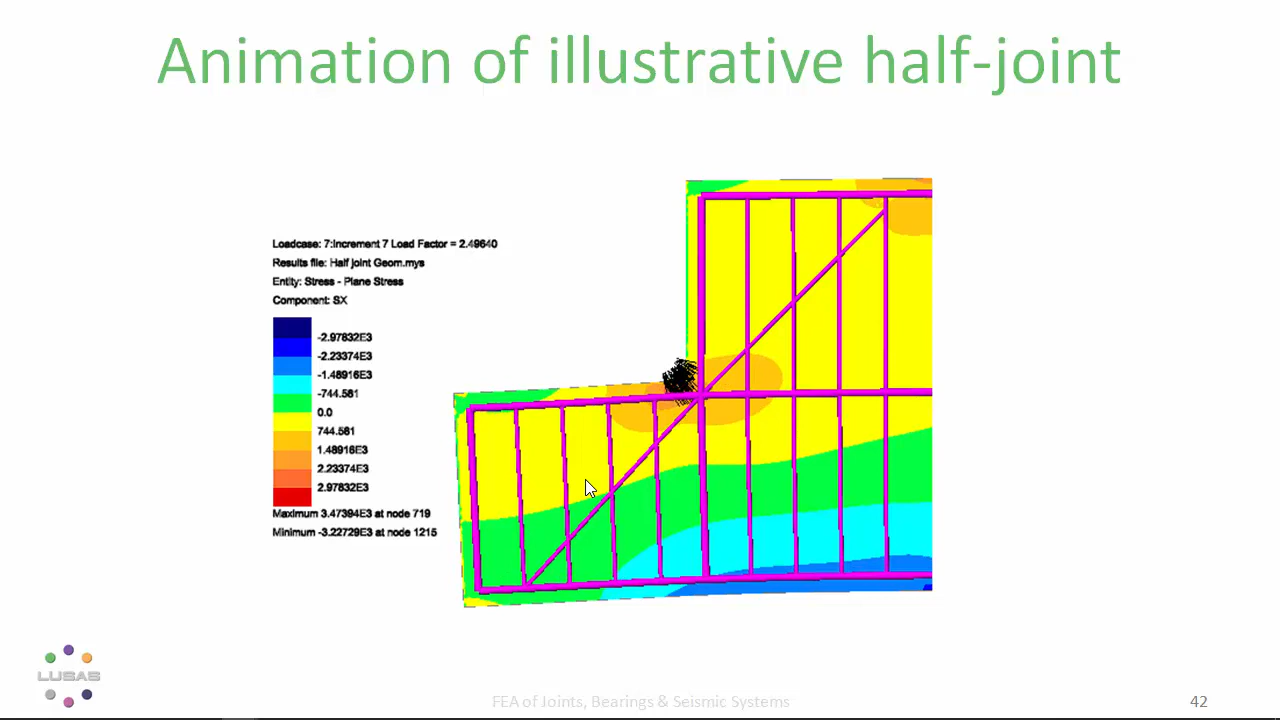 Animation of illustrative half-joint
Loadcase: 7:Increment 7 Load Factor = 2.49640
Results file: Half joint Geom.mys
Entity: Stress - Plane Stress
Component: SX
-2.97832E3
-2.23374E3
-1.48916E3
-744.581
0.0
744.581
1.48916E3
2.23374E3
2.97832E3
Maximum 3.47394E3 at node 719
Minimum -3.22729E3 at node 1215
LUSAS
FEA of Joints, Bearings & Seismic Systems
42